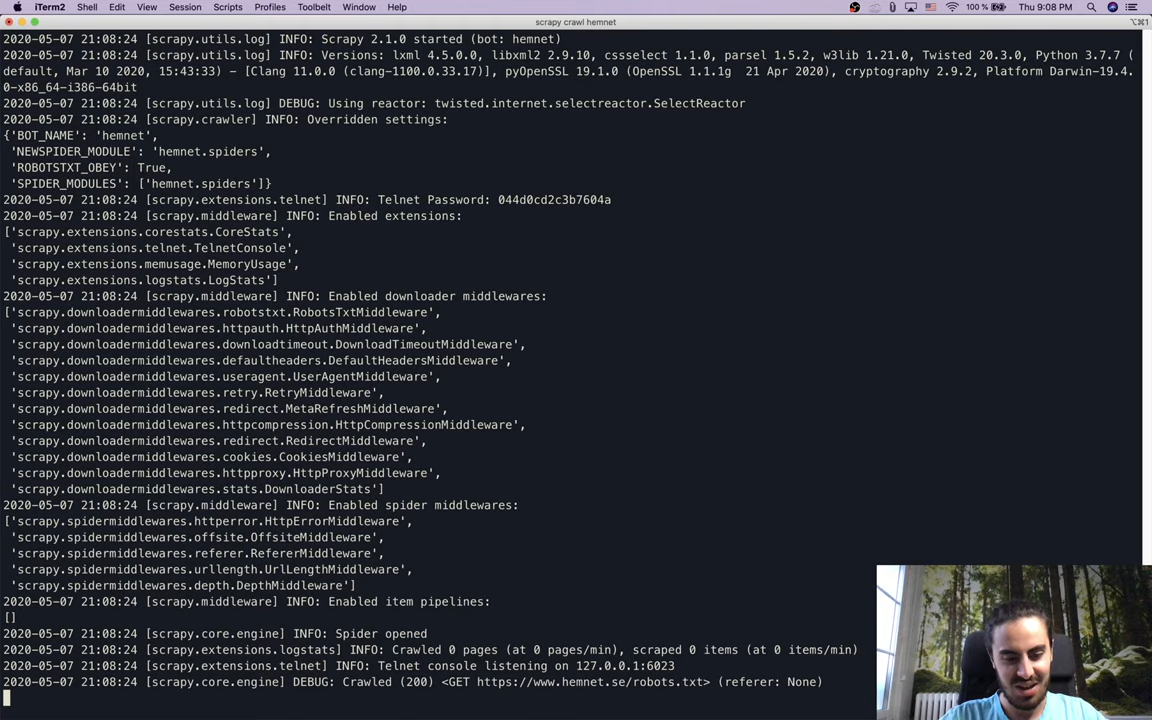 iTerm2 Shell Edit View Session Scripts Profiles Toolbelt Window Help 100 % Thu 9:08 PM
scrapy crawl hemnet ⌥⌘1
2020-05-07 21:08:24 [scrapy.utils.log] INFO: Scrapy 2.1.0 started (bot: hemnet)
2020-05-07 21:08:24 [scrapy.utils.log] INFO: Versions: lxml 4.5.0.0, libxml2 2.9.10, cssselect 1.1.0, parsel 1.5.2, w3lib 1.21.0, Twisted 20.3.0, Python 3.7.7 (
default, Mar 10 2020, 15:43:33) - [Clang 11.0.0 (clang-1100.0.33.17)], pyOpenSSL 19.1.0 (OpenSSL 1.1.1g  21 Apr 2020), cryptography 2.9.2, Platform Darwin-19.4.
0-x86_64-i386-64bit
2020-05-07 21:08:24 [scrapy.utils.log] DEBUG: Using reactor: twisted.internet.selectreactor.SelectReactor
2020-05-07 21:08:24 [scrapy.crawler] INFO: Overridden settings:
{'BOT_NAME': 'hemnet',
'NEWSPIDER_MODULE': 'hemnet.spiders',
'ROBOTSTXT_OBEY': True,
'SPIDER_MODULES': ['hemnet.spiders']}
2020-05-07 21:08:24 [scrapy.extensions.telnet] INFO: Telnet Password: 044d0cd2c3b7604a
2020-05-07 21:08:24 [scrapy.middleware] INFO: Enabled extensions:
['scrapy.extensions.corestats.CoreStats',
'scrapy.extensions.telnet.TelnetConsole',
'scrapy.extensions.memusage.MemoryUsage',
'scrapy.extensions.logstats.LogStats']
2020-05-07 21:08:24 [scrapy.middleware] INFO: Enabled downloader middlewares:
['scrapy.downloadermiddlewares.robotstxt.RobotsTxtMiddleware',
'scrapy.downloadermiddlewares.httpauth.HttpAuthMiddleware',
'scrapy.downloadermiddlewares.downloadtimeout.DownloadTimeoutMiddleware',
'scrapy.downloadermiddlewares.defaultheaders.DefaultHeadersMiddleware',
'scrapy.downloadermiddlewares.useragent.UserAgentMiddleware',
'scrapy.downloadermiddlewares.retry.RetryMiddleware',
'scrapy.downloadermiddlewares.redirect.MetaRefreshMiddleware',
'scrapy.downloadermiddlewares.httpcompression.HttpCompressionMiddleware',
'scrapy.downloadermiddlewares.redirect.RedirectMiddleware',
'scrapy.downloadermiddlewares.cookies.CookiesMiddleware',
'scrapy.downloadermiddlewares.httpproxy.HttpProxyMiddleware',
'scrapy.downloadermiddlewares.stats.DownloaderStats']
2020-05-07 21:08:24 [scrapy.middleware] INFO: Enabled spider middlewares:
['scrapy.spidermiddlewares.httperror.HttpErrorMiddleware',
'scrapy.spidermiddlewares.offsite.OffsiteMiddleware',
'scrapy.spidermiddlewares.referer.RefererMiddleware',
'scrapy.spidermiddlewares.urllength.UrlLengthMiddleware',
'scrapy.spidermiddlewares.depth.DepthMiddleware']
2020-05-07 21:08:24 [scrapy.middleware] INFO: Enabled item pipelines:
[]
2020-05-07 21:08:24 [scrapy.core.engine] INFO: Spider opened
2020-05-07 21:08:24 [scrapy.extensions.logstats] INFO: Crawled 0 pages (at 0 pages/min), scraped 0 items (at 0 items/min)
2020-05-07 21:08:24 [scrapy.extensions.telnet] INFO: Telnet console listening on 127.0.0.1:6023
2020-05-07 21:08:24 [scrapy.core.engine] DEBUG: Crawled (200) <GET https://www.hemnet.se/robots.txt> (referer: None)